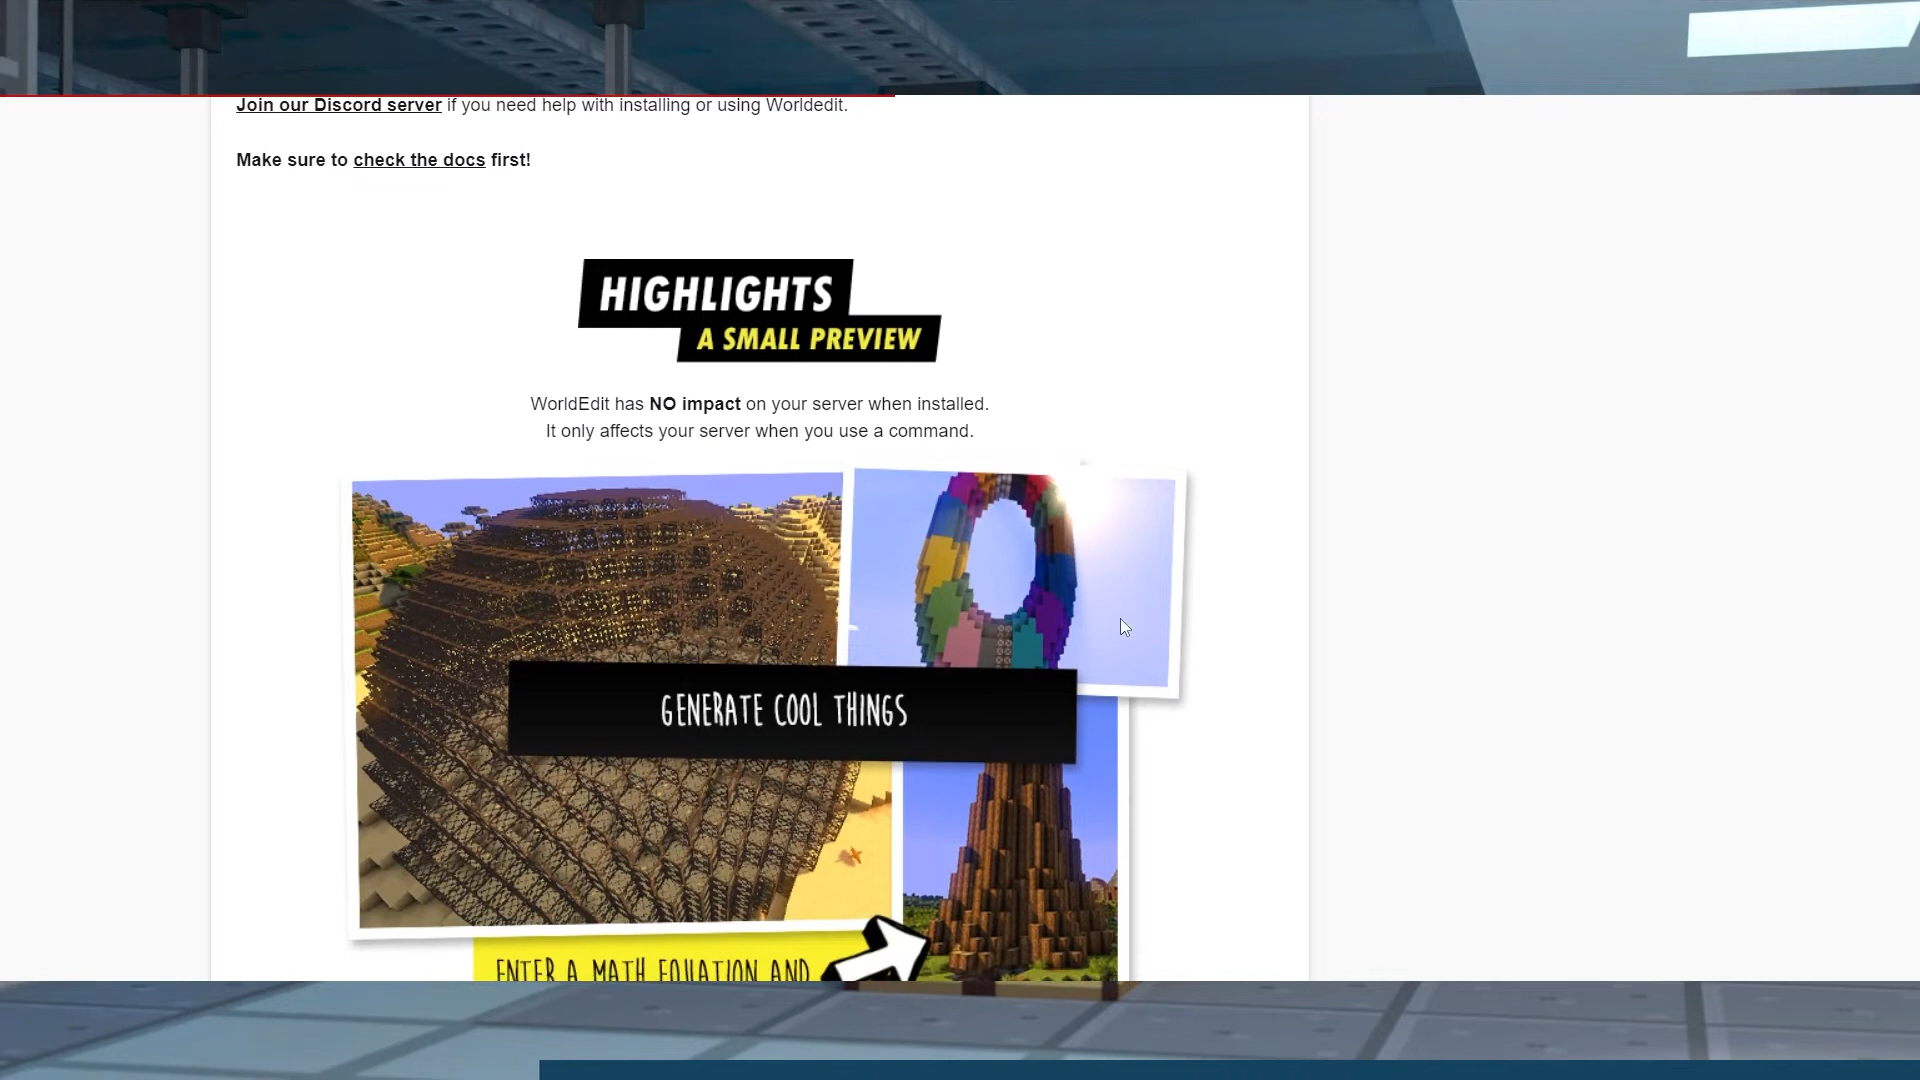 Join our Discord server if you need help with installing or using Worldedit.
Make sure to check the docs first!
HIGHLIGHTS
A SMALL PREVIEW
WorldEdit has NO impact on your server when installed.
It only affects your server when you use a command.
GENERATE COOL THINGS
ENTER A MATH EQUATION AND